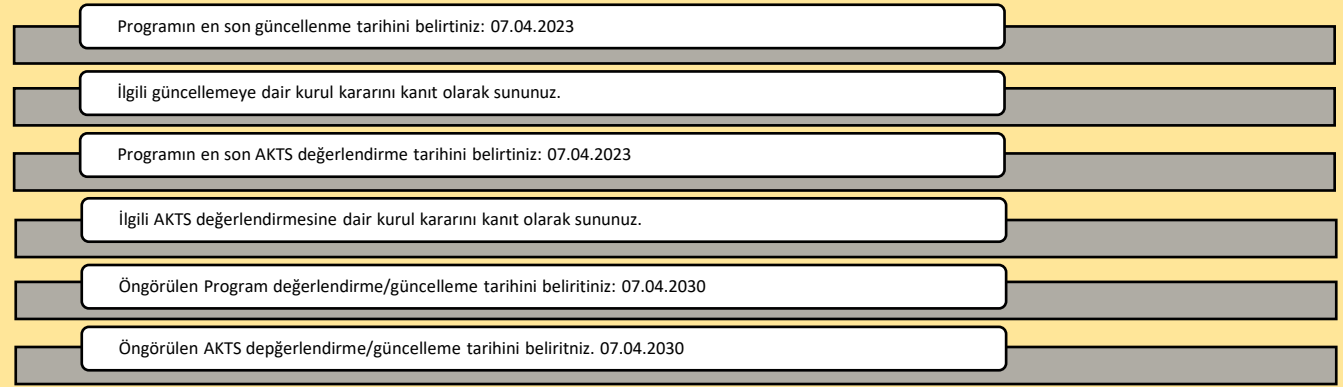 Programın en son güncellenme tarihini belirtiniz: 07.04.2023
İlgili güncellemeye dair kurul kararını kanıt olarak sununuz.
Programın en son AKTS değerlendirme tarihini belirtiniz: 07.04.2023
İlgili AKTS değerlendirmesine dair kurul kararını kanıt olarak sununuz.
Öngörülen Program değerlendirme/güncelleme tarihini beliritiniz: 07.04.2030
Öngörülen AKTS depğerlendirme/güncelleme tarihini beliritniz. 07.04.2030